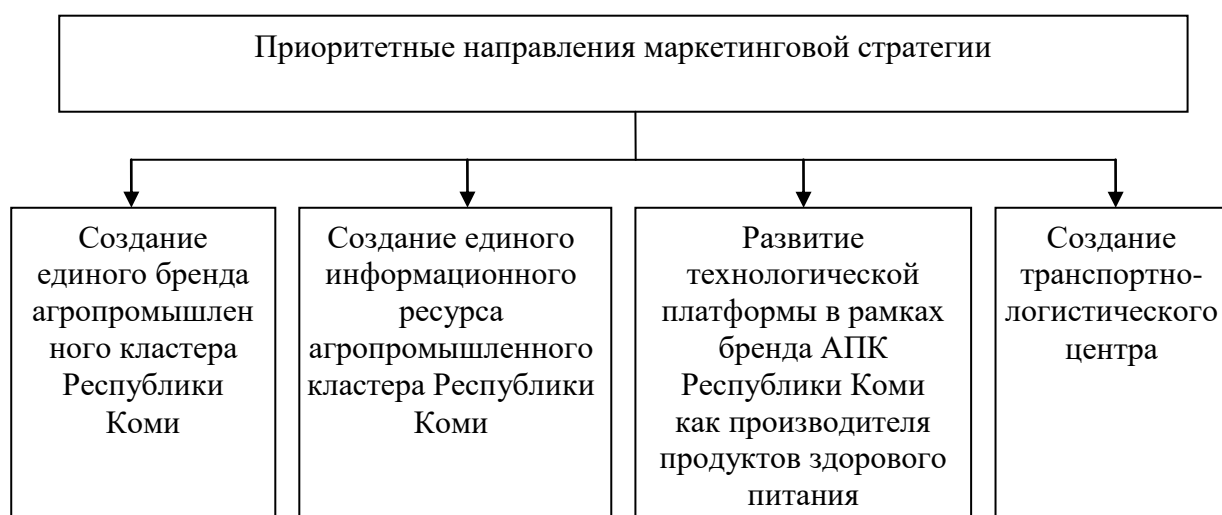 Приоритетные направления маркетинговой стратегии
Создание
единого бренда
агропромышлен
ного кластера
Республики
Коми
Создание единого
информационного
ресурса
агропромышленного
кластера Республики
Коми
Развитие
технологической
платформы в рамках
бренда АПК
Республики Коми
как производителя
продуктов здорового
питания
Создание
транспортно-
логистического
центра